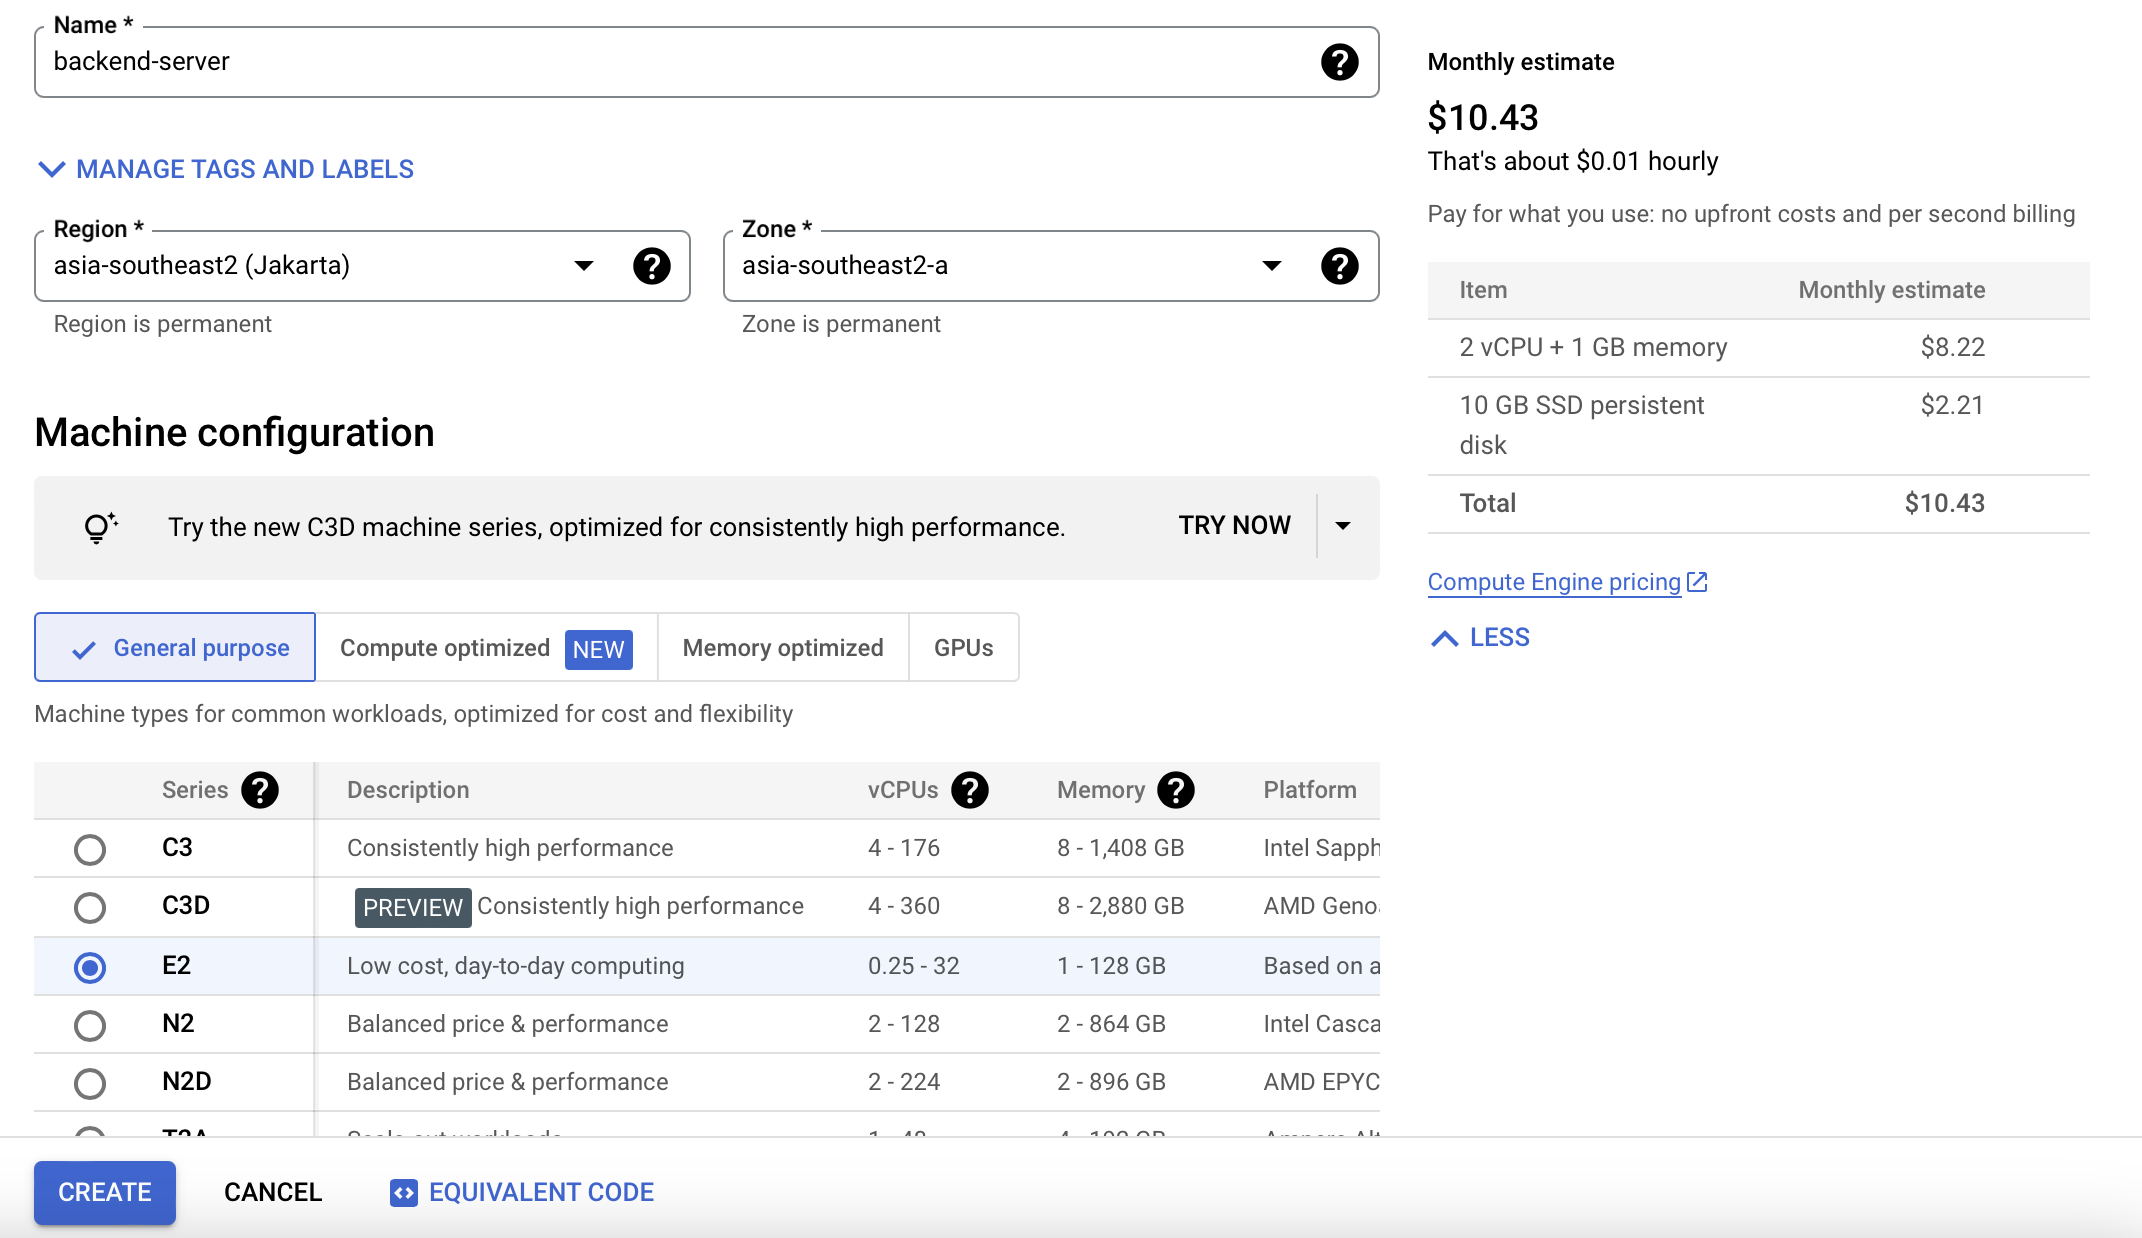 Name *
backend-server
MANAGE TAGS AND LABELS
Region *
asia-southeast2 (Jakarta)
Region is permanent
Zone *
asia-southeast2-a
Zone is permanent
Machine configuration
Try the new C3D machine series, optimized for consistently high performance.
TRY NOW
General purpose
Compute optimized NEW
Memory optimized
GPUs
Machine types for common workloads, optimized for cost and flexibility
Series Description vCPUs Memory Platform
C3 Consistently high performance 4 - 176 8 - 1,408 GB Intel Sapph
C3D PREVIEW Consistently high performance 4 - 360 8 - 2,880 GB AMD Geno
E2 Low cost, day-to-day computing 0.25 - 32 1 - 128 GB Based on a
N2 Balanced price & performance 2 - 128 2 - 864 GB Intel Casca
N2D Balanced price & performance 2 - 224 2 - 896 GB AMD EPYC
CREATE
CANCEL
EQUIVALENT CODE
Monthly estimate
$10.43
That's about $0.01 hourly
Pay for what you use: no upfront costs and per second billing
Item Monthly estimate
2 vCPU + 1 GB memory $8.22
10 GB SSD persistent $2.21
disk
Total $10.43
Compute Engine pricing
LESS